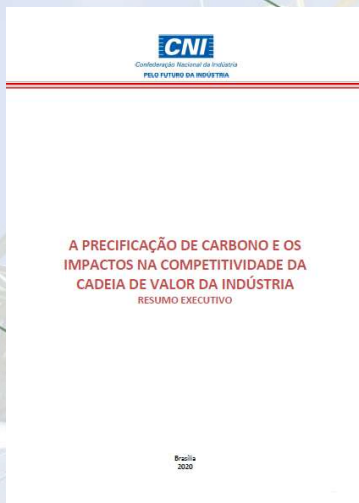 CNI
Confederação Nacional da Indústria
PELO FUTURO DA INDÚSTRIA
A PRECIFICAÇÃO DE CARBONO E OS
IMPACTOS NA COMPETITIVIDADE DA
CADEIA DE VALOR DA INDÚSTRIA
RESUMO EXECUTIVO
Brasília
2020